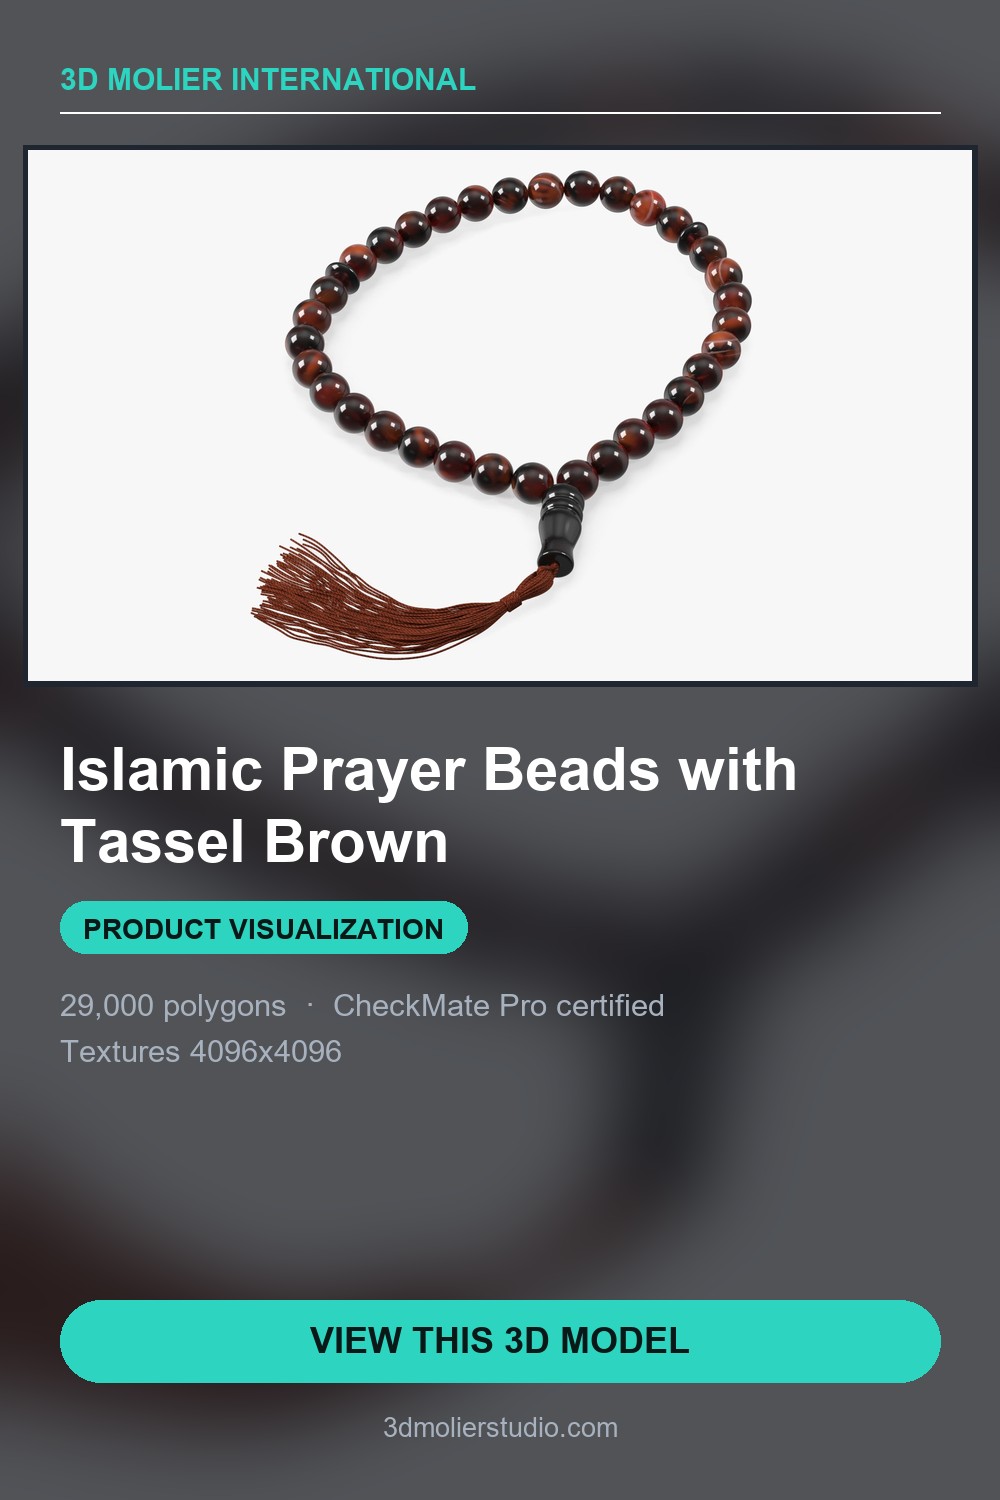 3D MOLIER INTERNATIONAL
Islamic Prayer Beads with
Tassel Brown
PRODUCT VISUALIZATION
29,000 polygons · CheckMate Pro certified
Textures 4096x4096
VIEW THIS 3D MODEL
3dmolierstudio.com